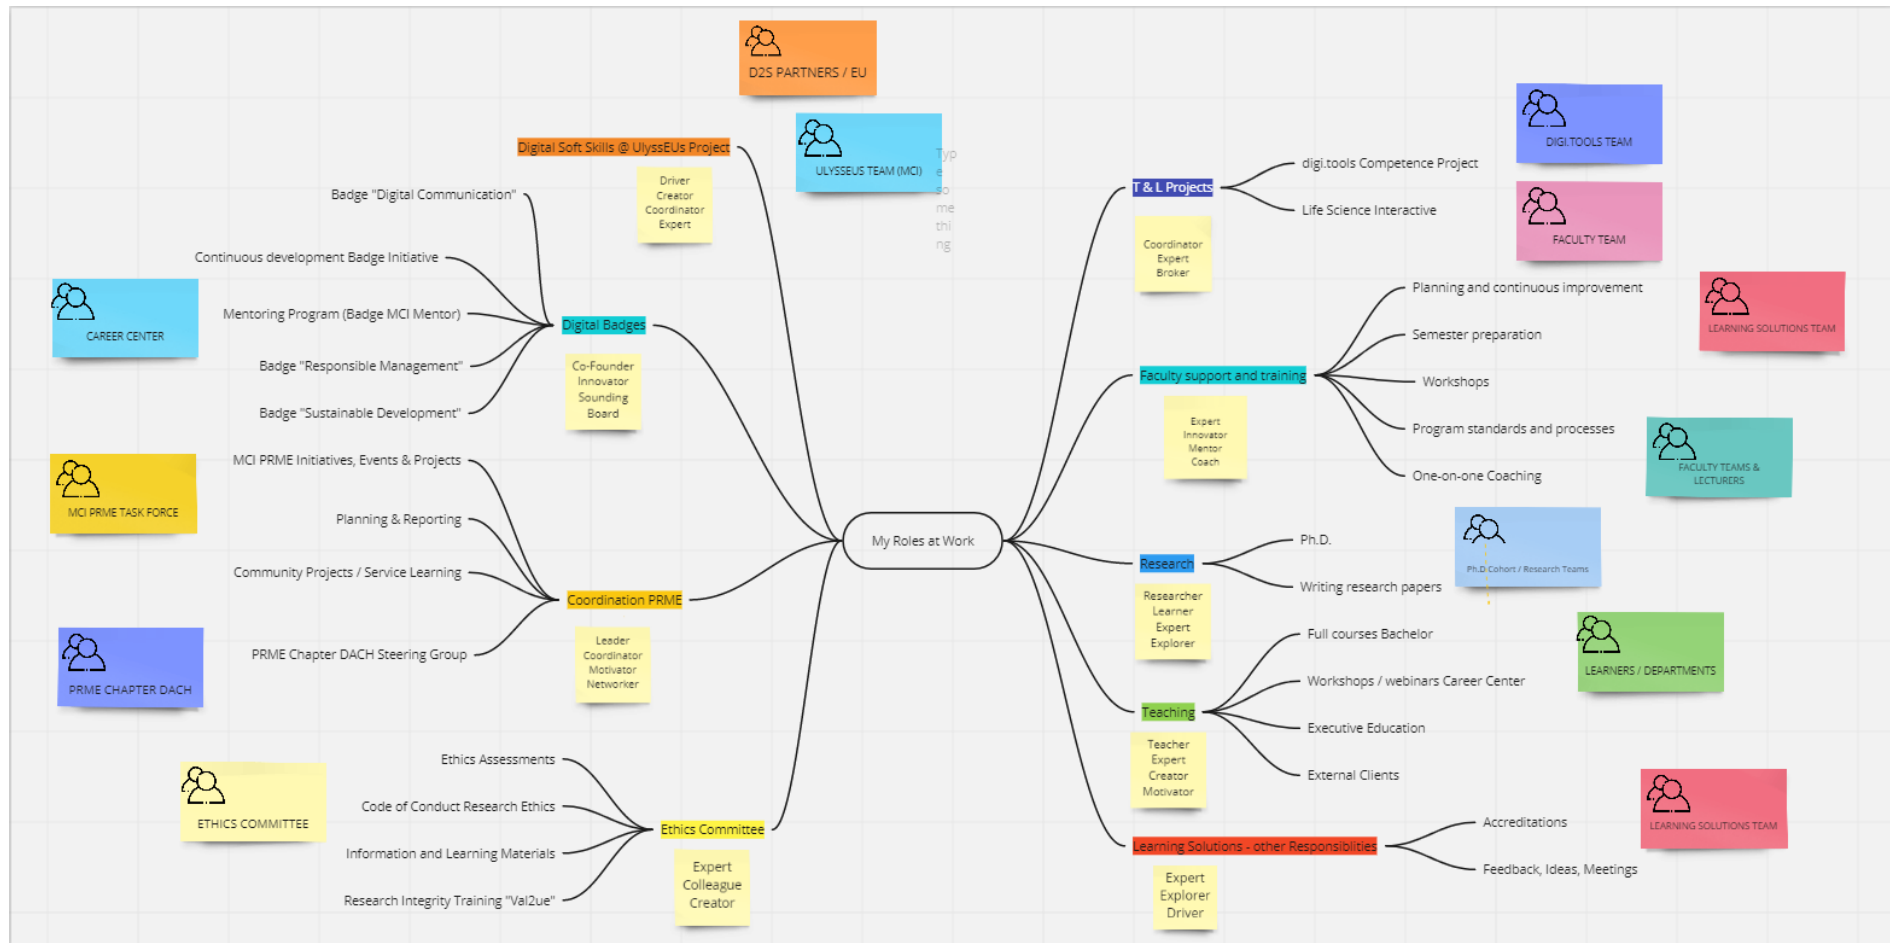 D2S PARTNERS / EU
ULYSSEUS TEAM (MCI)
Typ
e
so
me
thi
ng
Digital Soft Skills @ UlyssEUs Project
Driver
Creator
Coordinator
Expert
Badge "Digital Communication"
Continuous development Badge Initiative
Mentoring Program (Badge MCI Mentor)
Badge "Responsible Management"
Badge "Sustainable Development"
CAREER CENTER
Digital Badges
Co-Founder
Innovator
Sounding
Board
MCI PRME Initiatives, Events & Projects
Planning & Reporting
Community Projects / Service Learning
PRME Chapter DACH Steering Group
MCI PRME TASK FORCE
PRME CHAPTER DACH
Coordination PRME
Leader
Coordinator
Motivator
Networker
Ethics Assessments
Code of Conduct Research Ethics
Information and Learning Materials
Research Integrity Training "Val2ue"
ETHICS COMMITTEE
Ethics Committee
Expert
Colleague
Creator
My Roles at Work
T & L Projects
Coordinator
Expert
Broker
digi.tools Competence Project
Life Science Interactive
DIGI.TOOLS TEAM
FACULTY TEAM
Faculty support and training
Expert
Innovator
Mentor
Coach
Planning and continuous improvement
Semester preparation
Workshops
Program standards and processes
One-on-one Coaching
LEARNING SOLUTIONS TEAM
FACULTY TEAMS &
LECTURERS
Research
Researcher
Learner
Expert
Explorer
Ph.D.
Writing research papers
Ph.D Cohort / Research Teams
Teaching
Teacher
Expert
Creator
Motivator
Full courses Bachelor
Workshops / webinars Career Center
Executive Education
External Clients
LEARNERS / DEPARTMENTS
Learning Solutions - other Responsiblities
Expert
Explorer
Driver
Accreditations
Feedback, Ideas, Meetings
LEARNING SOLUTIONS TEAM